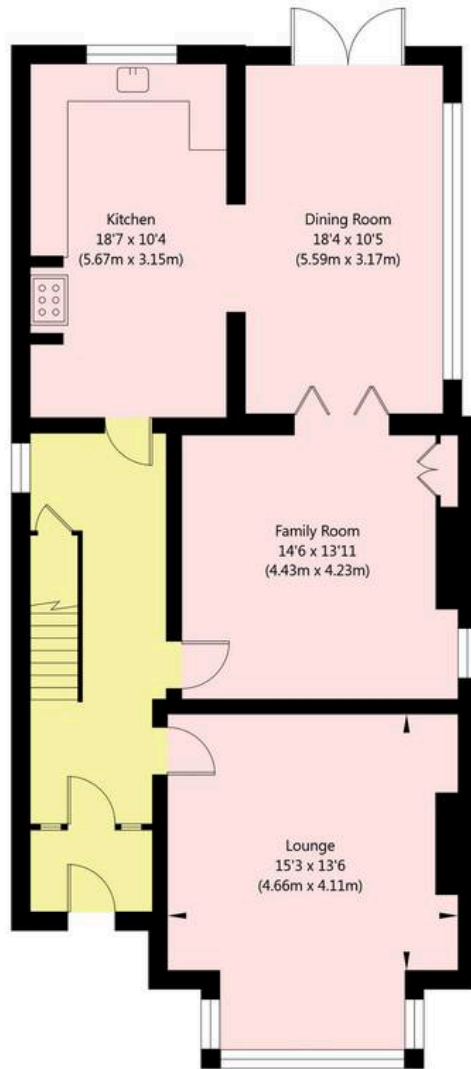 Kitchen
18'7 x 10'4
(5.67m x 3.15m)
Dining Room
18'4 x 10'5
(5.59m x 3.17m)
Family Room
14'6 x 13'11
(4.43m x 4.23m)
Lounge
15'3 x 13'6
(4.66m x 4.11m)